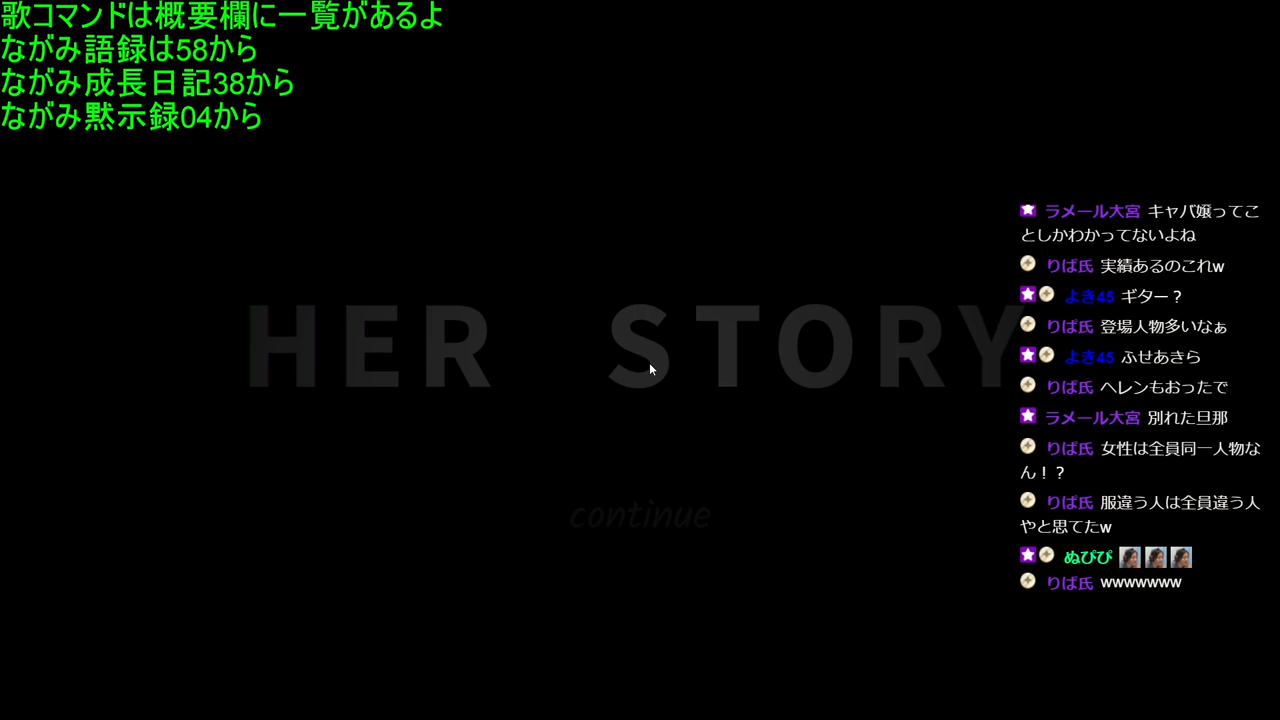 歌コマンドは概要欄に一覧があるよ
ながみ語録は58から
ながみ成長日記38から
ながみ黙示録04から
HER STORY
continue
ラメール大宮 キャバ嬢ってこ
としかわかってないよね
りぱ氏 実績あるのこれw
よき45 ギター？
りぱ氏 登場人物多いなぁ
よき45 ふせあきら
りぱ氏 ヘレンもおったで
ラメール大宮 別れた旦那
りぱ氏 女性は全員同一人物な
ん！？
りぱ氏 服違う人は全員違う人
やと思てたw
ぬぴぴ
りぱ氏 wwwwwww